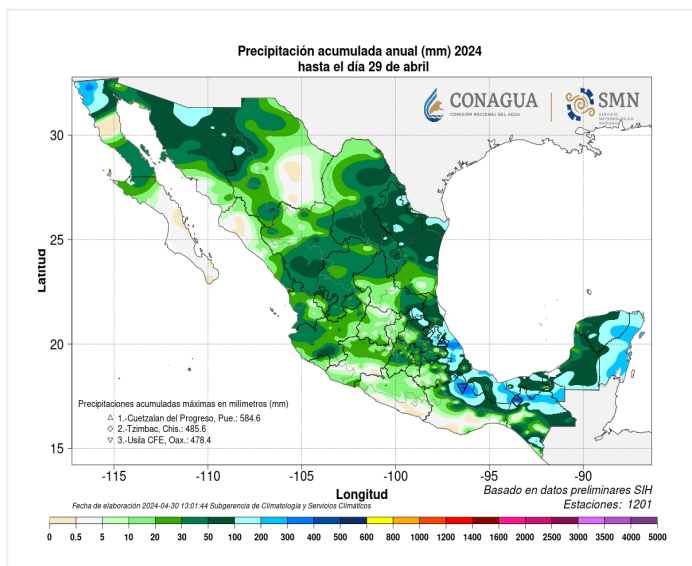 Precipitación acumulada anual (mm) 2024
hasta el día 29 de abril
CONAGUA
COMISIÓN NACIONAL DEL AGUA
SMN
SERVICIO
METEOROLÓGICO
NACIONAL
30
25
20
15
Latitud
Precipitaciones acumuladas máximas en milímetros (mm)
1.-Cuetzalan del Progreso, Pue.: 584.6
2.-Tzimbac, Chis.: 485.6
3.-Usila CFE, Oax.: 478.4
-115 -110 -105 -100 -95 -90
Longitud
Basado en datos preliminares SIH
Estaciones: 1201
Fecha de elaboración 2024-04-30 13:01:44 Subgerencia de Climatología y Servicios Climáticos
0 0.5 5 10 20 30 50 100 200 300 400 500 600 800 1000 1200 1400 1600 2000 2500 3000 3500 4000 5000